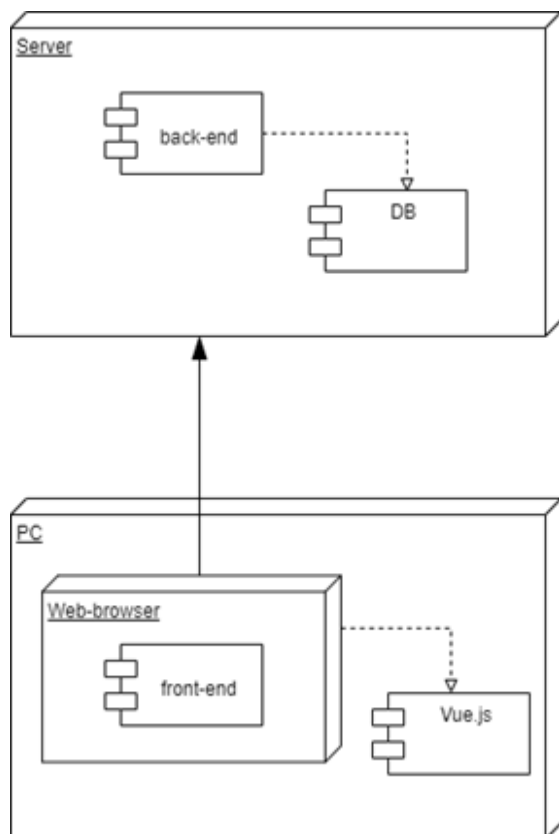 Server
back-end
DB
PC
Web-browser
front-end
Vue.js